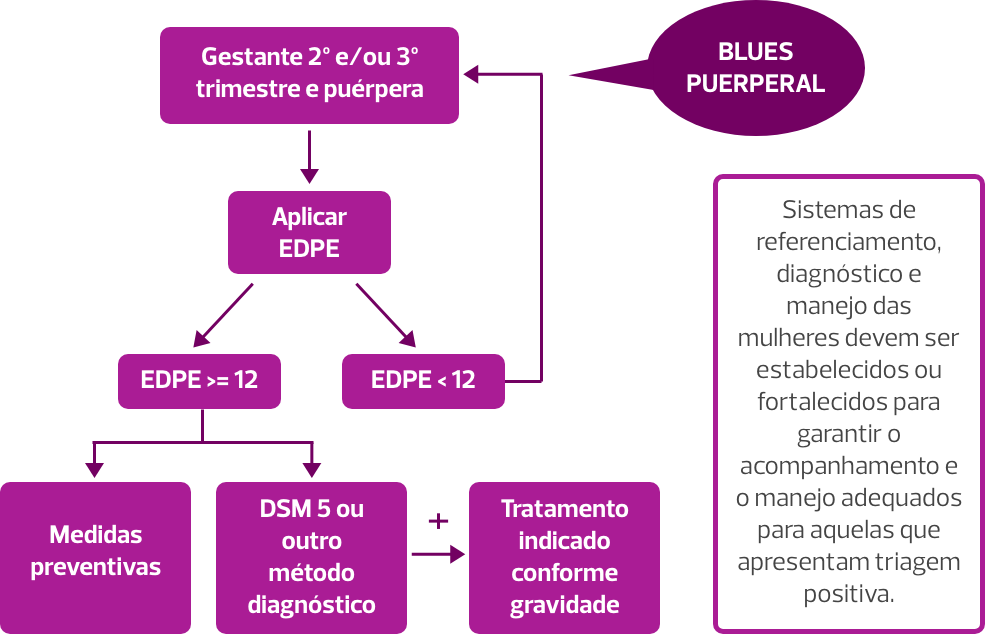 Gestante 2° e/ou 3°
trimestre e puérpera
BLUES
PUERPERAL
Aplicar
EDPE
EDPE >= 12
EDPE < 12
Medidas
preventivas
DSM 5 ou
outro
método
diagnóstico
+
Tratamento
indicado
conforme
gravidade
Sistemas de
referenciamento,
diagnóstico e
manejo das
mulheres devem ser
estabelecidos ou
fortalecidos para
garantir o
acompanhamento e
o manejo adequados
para aquelas que
apresentam triagem
positiva.